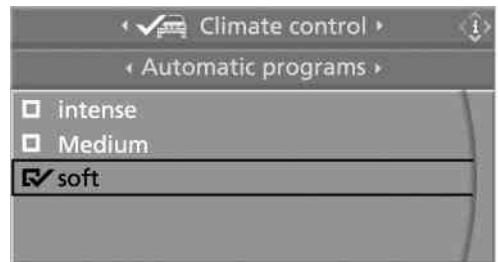 Climate control
i
Automatic programs
intense
Medium
soft